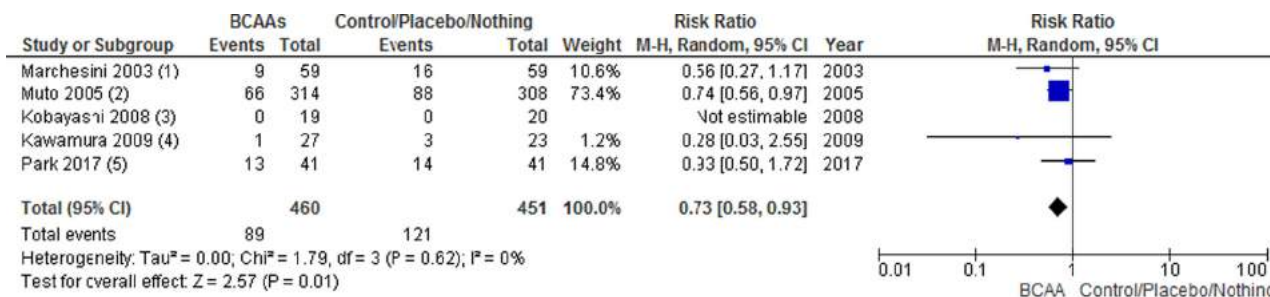 BCAAs Control/Placebo/Nothing Risk Ratio Risk Ratio
Study or Subgroup Events Total Events Total Weight M-H, Random, 95% CI Year M-H, Random, 95% CI
Marchesini 2003 (1) 9 59 16 59 10.6% 0.56 [0.27, 1.17] 2003
Muto 2005 (2) 66 314 88 308 73.4% 0.74 [0.56, 0.97] 2005
Kobayashi 2008 (3) 0 19 0 20 Not estimable 2008
Kawamura 2009 (4) 1 27 3 23 1.2% 0.28 [0.03, 2.55] 2009
Park 2017 (5) 13 41 14 41 14.8% 0.93 [0.50, 1.72] 2017
Total (95% CI) 460 451 100.0% 0.73 [0.58, 0.93]
Total events 89 121
Heterogeneity: Tau² = 0.00; Chi² = 1.79, df = 3 (P = 0.62); I² = 0%
Test for overall effect: Z = 2.57 (P = 0.01)
0.01 0.1 1 10 100
BCAA Control/Placebo/Nothing